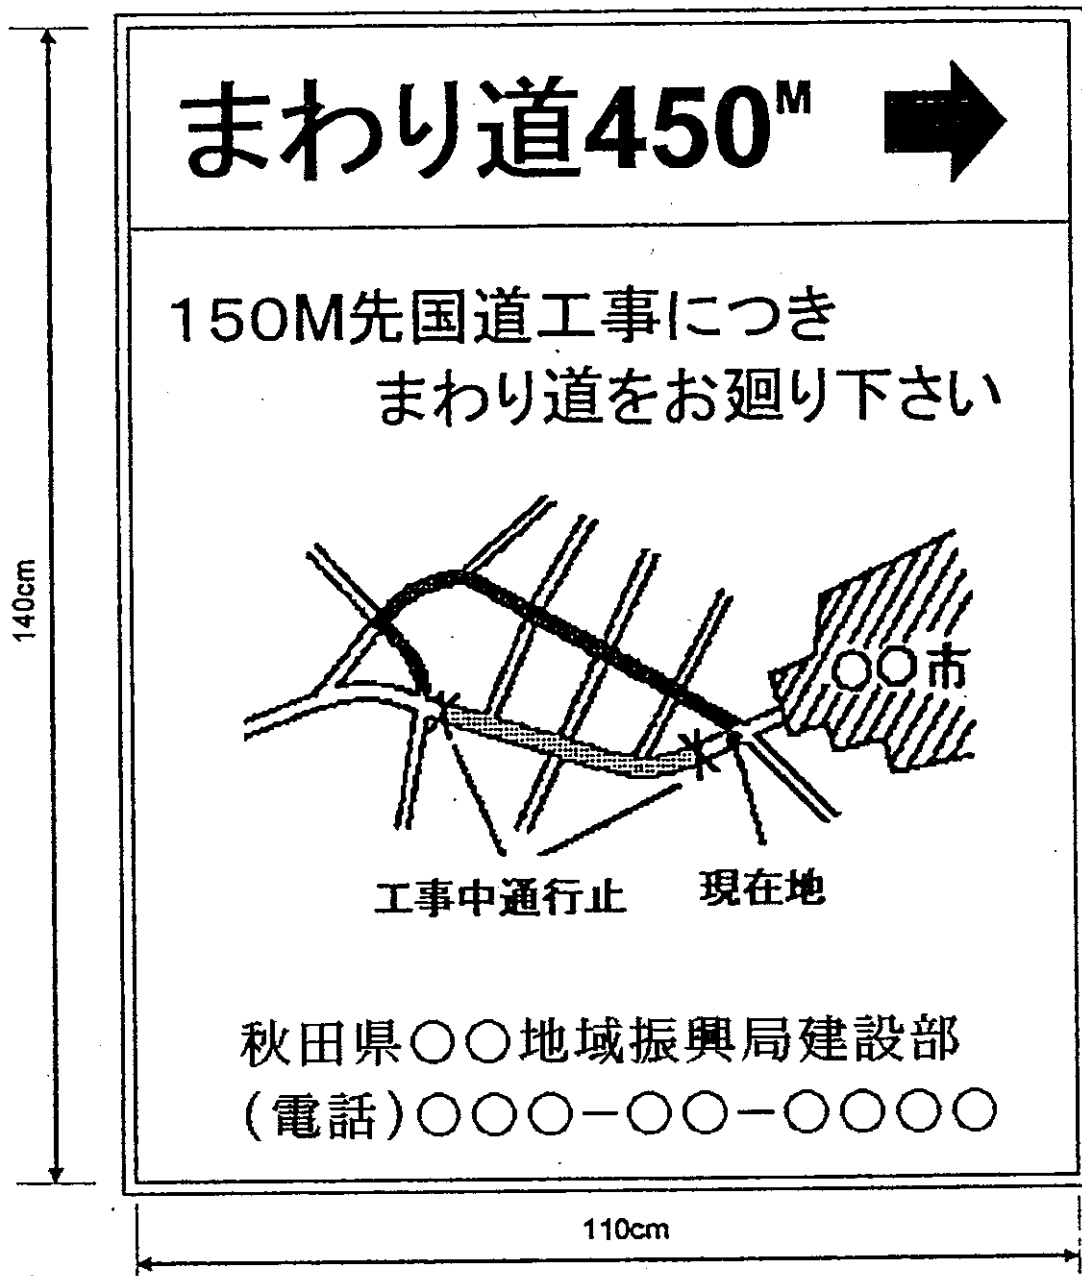 まわり道450M
150M先国道工事につき
まわり道をお廻り下さい
○○市
工事中通行止
現在地
秋田県○○地域振興局建設部
(電話)○○○−○○−○○○○
140cm
110cm